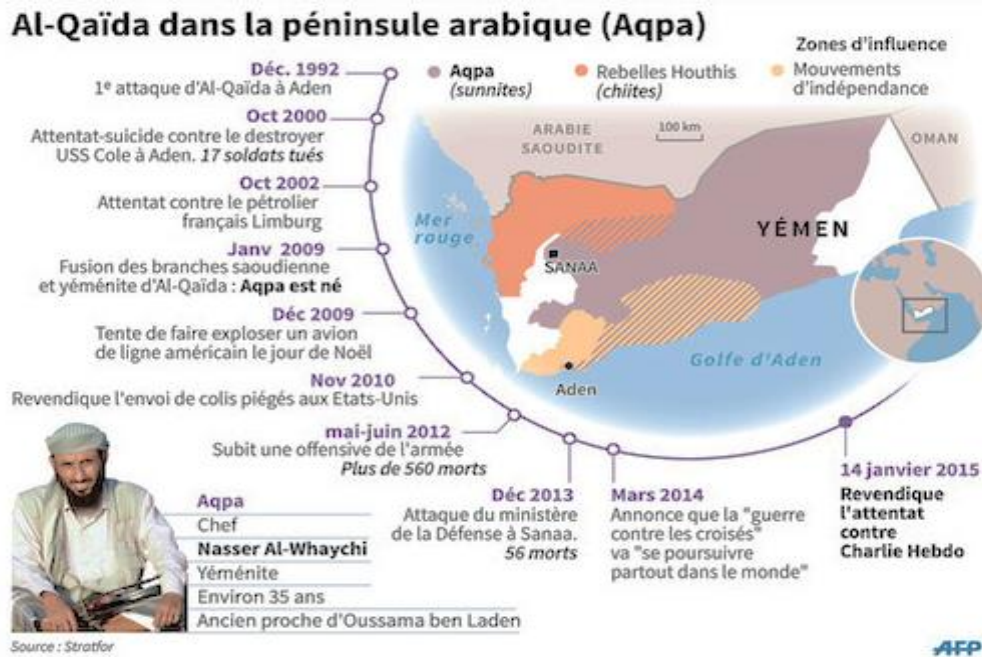 Al-Qaïda dans la péninsule arabique (Aqpa)
Zones d'influence
Aqpa
(sunnites)
Rebelles Houthis
(chiites)
Mouvements
d'indépendance
Déc. 1992
1e attaque d'Al-Qaïda à Aden
Oct 2000
Attentat-suicide contre le destroyer
USS Cole à Aden. 17 soldats tués
Oct 2002
Attentat contre le pétrolier
français Limburg
Janv 2009
Fusion des branches saoudienne
et yéménite d'Al-Qaïda : Aqpa est né
Déc 2009
Tente de faire exploser un avion
de ligne américain le jour de Noël
Nov 2010
Revendique l'envoi de colis piégés aux Etats-Unis
mai-juin 2012
Subit une offensive de l'armée
Plus de 560 morts
Déc 2013
Attaque du ministère
de la Défense à Sanaa.
56 morts
Mars 2014
Annonce que la "guerre
contre les croisés"
va "se poursuivre
partout dans le monde"
14 janvier 2015
Revendique
l'attentat
contre
Charlie Hebdo
ARABIE
SAOUDITE
100 km
OMAN
Mer
rouge
YÉMEN
SANAA
Aden
Golfe d'Aden
Aqpa
Chef
Nasser Al-Whaychi
Yéménite
Environ 35 ans
Ancien proche d'Oussama ben Laden
Source : Stratfor
AFP